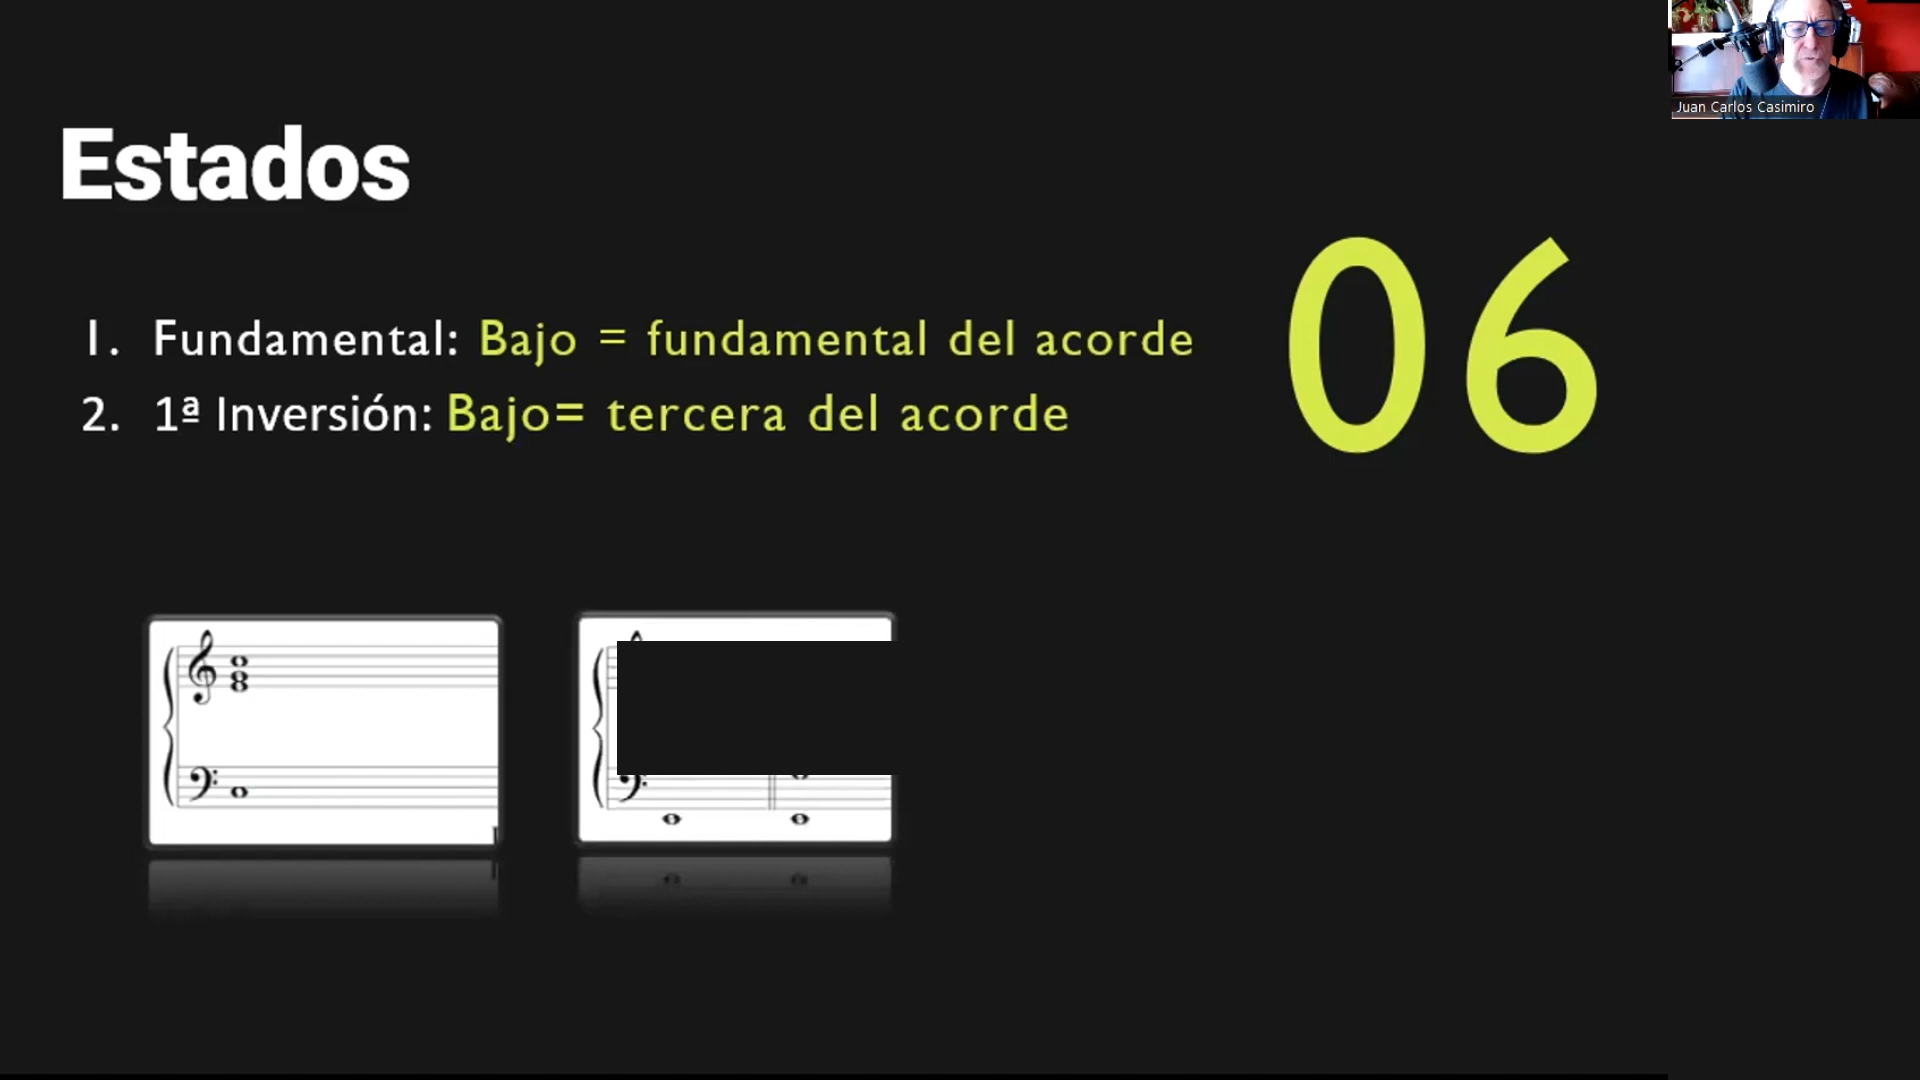 Juan Carlos Casimiro
Estados
06
1. Fundamental: Bajo = fundamental del acorde
2. 1ª Inversión: Bajo= tercera del acorde